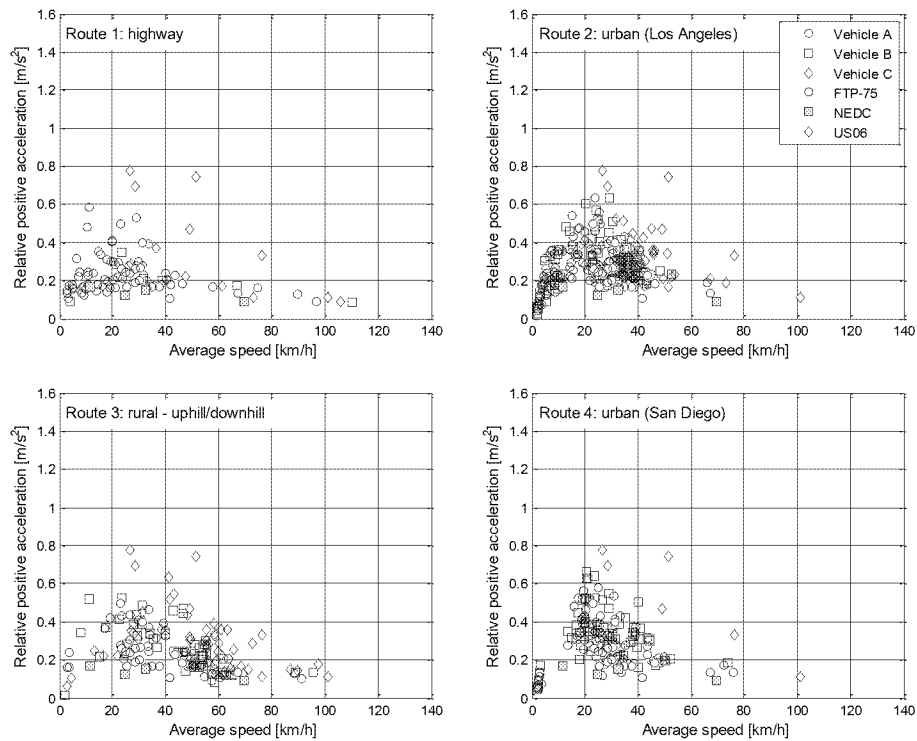 Route 1: highway
Relative positive acceleration [m/s²]
1.6
1.4
1.2
1
0.8
0.6
0.4
0.2
0
0 20 40 60 80 100 120 140
Average speed [km/h]
Route 2: urban (Los Angeles)
Vehicle A
Vehicle B
Vehicle C
FTP-75
NEDC
US06
Relative positive acceleration [m/s²]
1.6
1.4
1.2
1
0.8
0.6
0.4
0.2
0
0 20 40 60 80 100 120 140
Average speed [km/h]
Route 3: rural - uphill/downhill
Relative positive acceleration [m/s²]
1.6
1.4
1.2
1
0.8
0.6
0.4
0.2
0
0 20 40 60 80 100 120 140
Average speed [km/h]
Route 4: urban (San Diego)
Relative positive acceleration [m/s²]
1.6
1.4
1.2
1
0.8
0.6
0.4
0.2
0
0 20 40 60 80 100 120 140
Average speed [km/h]